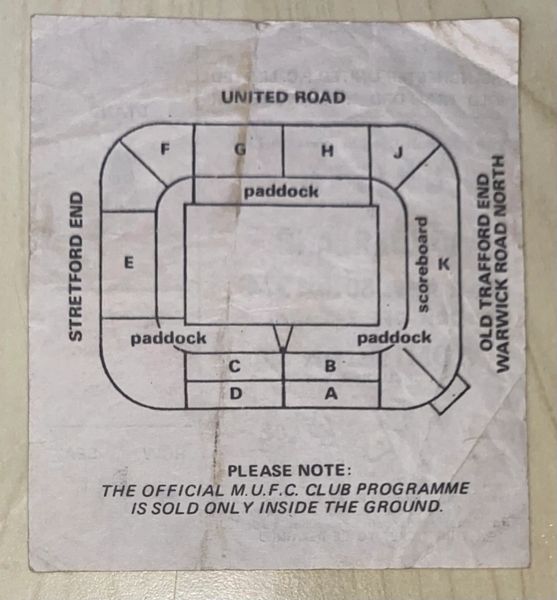 UNITED ROAD
F
G
H
J
paddock
STRETFORD END
E
scoreboard
K
OLD TRAFFORD END
WARWICK ROAD NORTH
paddock
paddock
C
B
D
A
PLEASE NOTE:
THE OFFICIAL M.U.F.C. CLUB PROGRAMME
IS SOLD ONLY INSIDE THE GROUND.